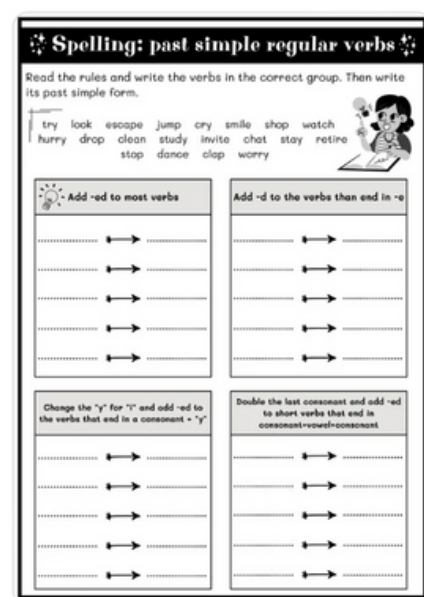 Spelling: past simple regular verbs
Read the rules and write the verbs in the correct group. Then write
its past simple form.
try look escape jump cry smile shop watch
hurry drop clean study invite chat stay retire
stop dance clap worry
Add -ed to most verbs
Add -d to the verbs than end in -e
Change the "y" for "i" and add -ed to
the verbs that end in a consonant + "y"
Double the last consonant and add -ed
to short verbs that end in
consonant+vowel+consonant